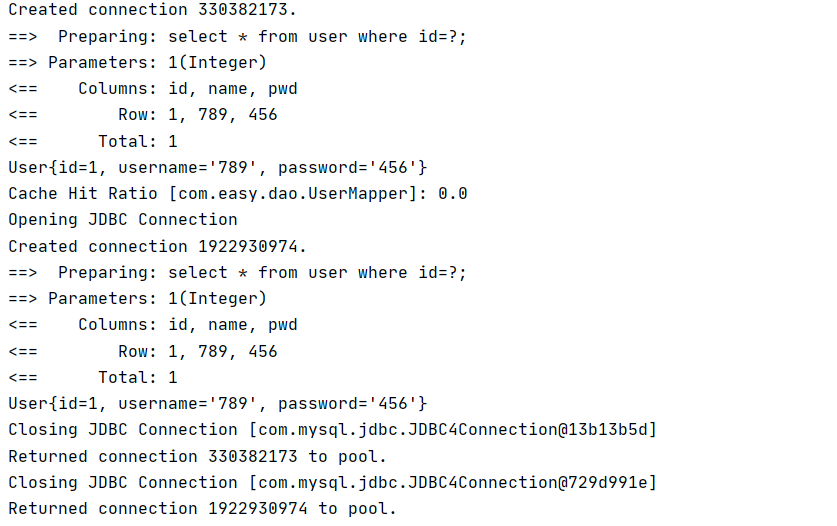 Created connection 330382173.
==>  Preparing: select * from user where id=?;
==> Parameters: 1(Integer)
<==    Columns: id, name, pwd
<==        Row: 1, 789, 456
<==      Total: 1
User{id=1, username='789', password='456'}
Cache Hit Ratio [com.easy.dao.UserMapper]: 0.0
Opening JDBC Connection
Created connection 1922930974.
==>  Preparing: select * from user where id=?;
==> Parameters: 1(Integer)
<==    Columns: id, name, pwd
<==        Row: 1, 789, 456
<==      Total: 1
User{id=1, username='789', password='456'}
Closing JDBC Connection [com.mysql.jdbc.JDBC4Connection@13b13b5d]
Returned connection 330382173 to pool.
Closing JDBC Connection [com.mysql.jdbc.JDBC4Connection@729d991e]
Returned connection 1922930974 to pool.